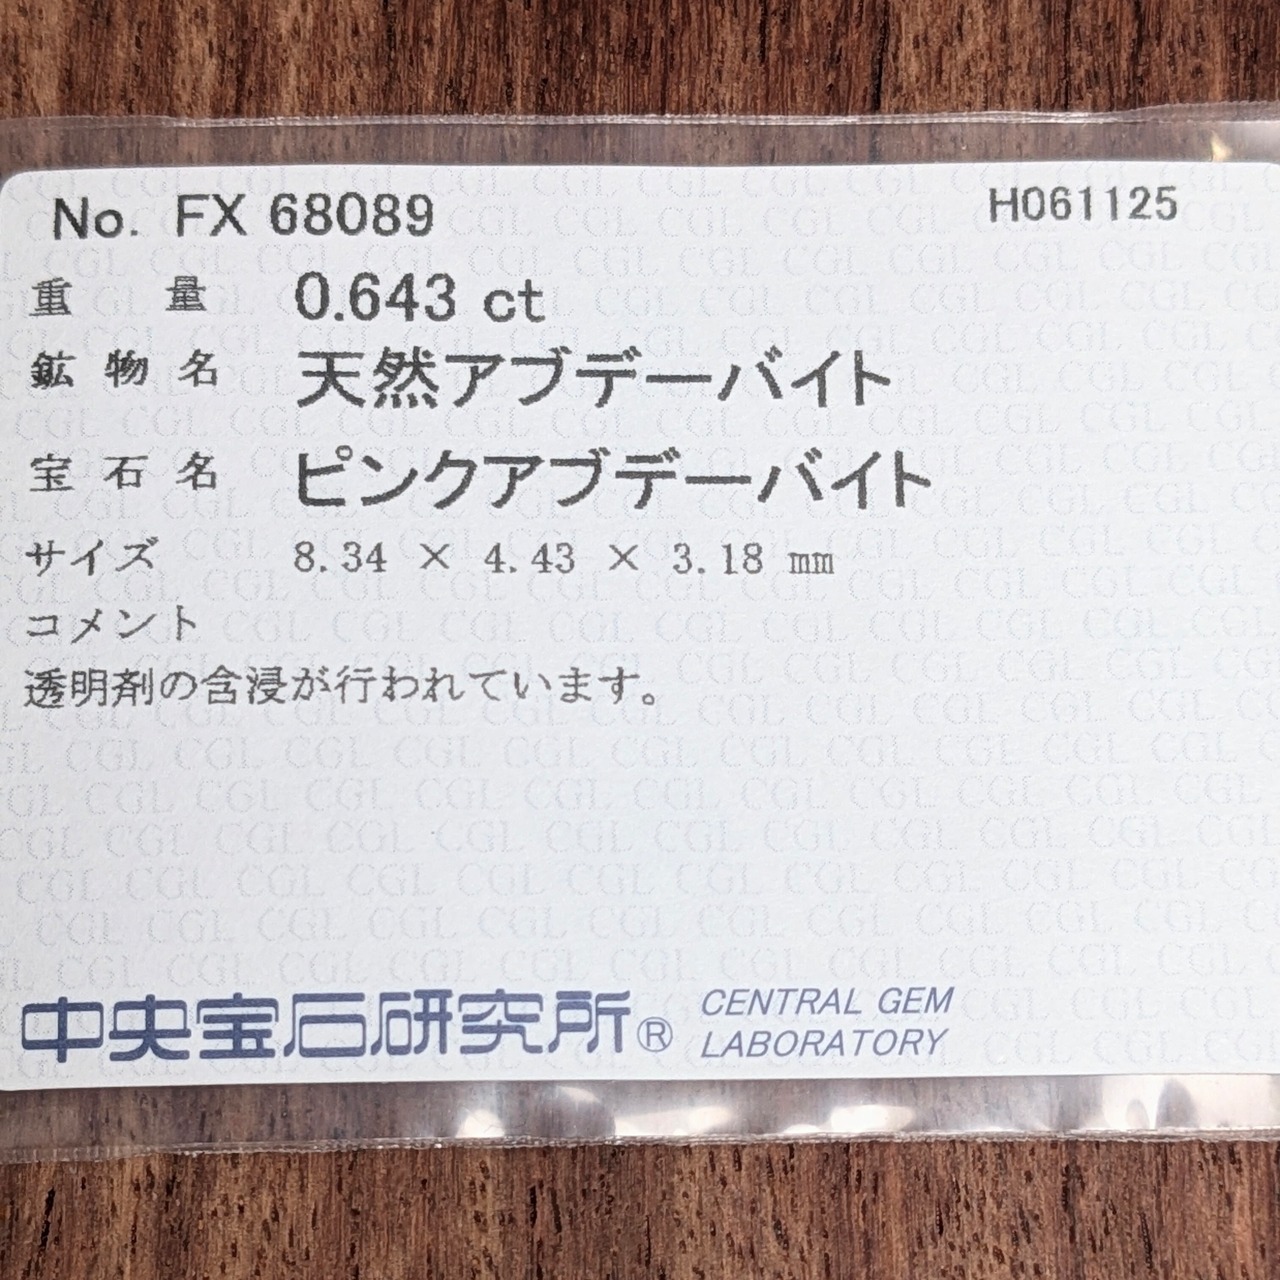 No. FX 68089 H061125
重量 0.643 ct
鉱物名 天然アブデーバイト
宝石名 ピンクアブデーバイト
サイズ 8.34 × 4.43 × 3.18 mm
コメント
透明剤の含浸が行われています。
中央宝石研究所® CENTRAL GEM
LABORATORY